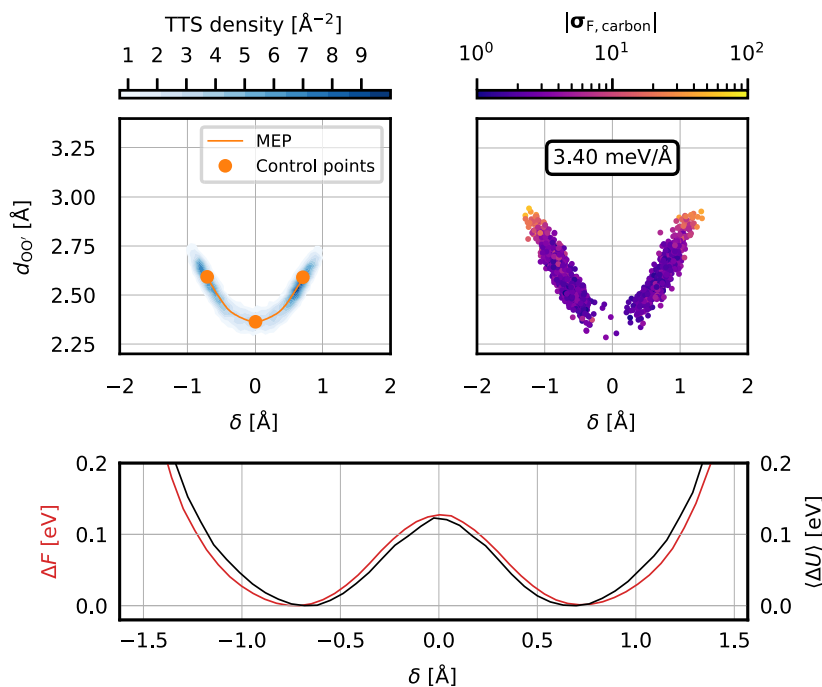 TTS density [Å⁻²]
1 2 3 4 5 6 7 8 9
|σF, carbon|
10⁰ 10¹ 10²
MEP
Control points
3.40 meV/Å
dOO′ [Å]
3.25
3.00
2.75
2.50
2.25
−2 −1 0 1 2
δ [Å]
−2 −1 0 1 2
δ [Å]
ΔF [eV]
0.2
0.1
0.0
0.2
0.1
0.0
⟨ΔU⟩ [eV]
−1.5 −1.0 −0.5 0.0 0.5 1.0 1.5
δ [Å]